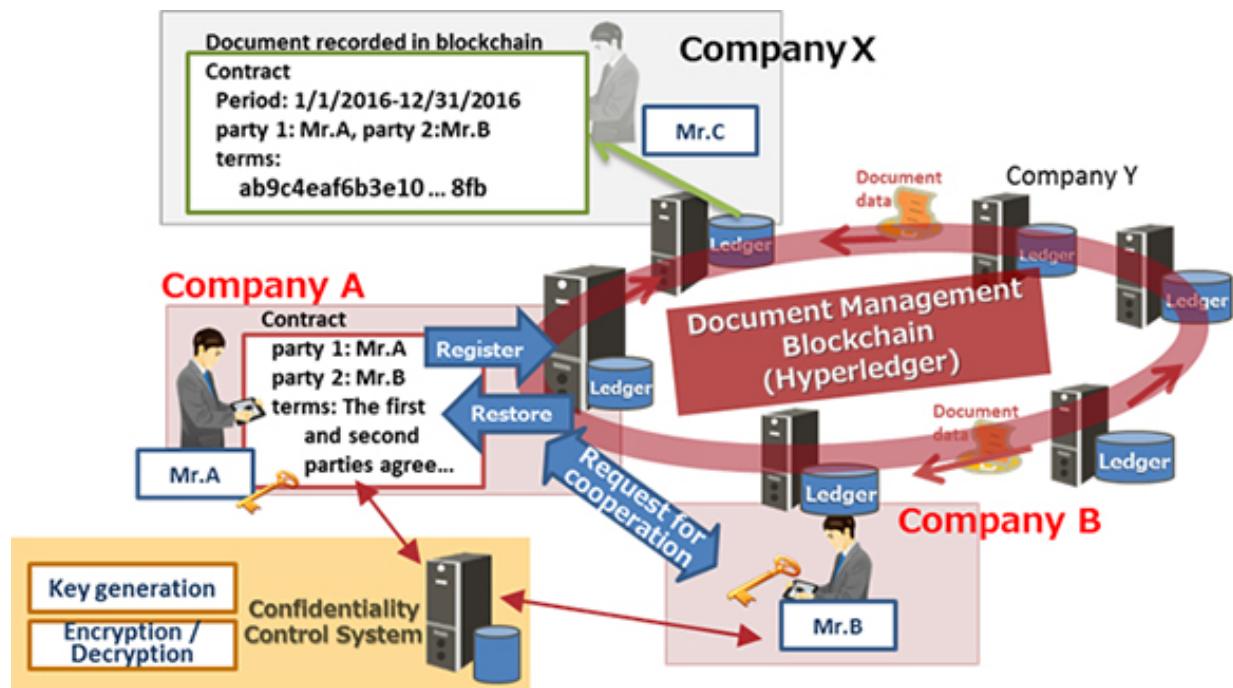 Document recorded in blockchain
Contract
Period: 1/1/2016-12/31/2016
party 1: Mr.A, party 2:Mr.B
terms:
ab9c4eaf6b3e10 ... 8fb
Company X
Mr.C
Document
data
Company Y
Ledger
Ledger
Ledger
Company A
Contract
party 1: Mr.A
party 2: Mr.B
terms: The first
and second
parties agree...
Mr.A
Register
Restore
Ledger
Document Management
Blockchain
(Hyperledger)
Document
data
Ledger
Ledger
Request for
cooperation
Company B
Mr.B
Key generation
Encryption /
Decryption
Confidentiality
Control System